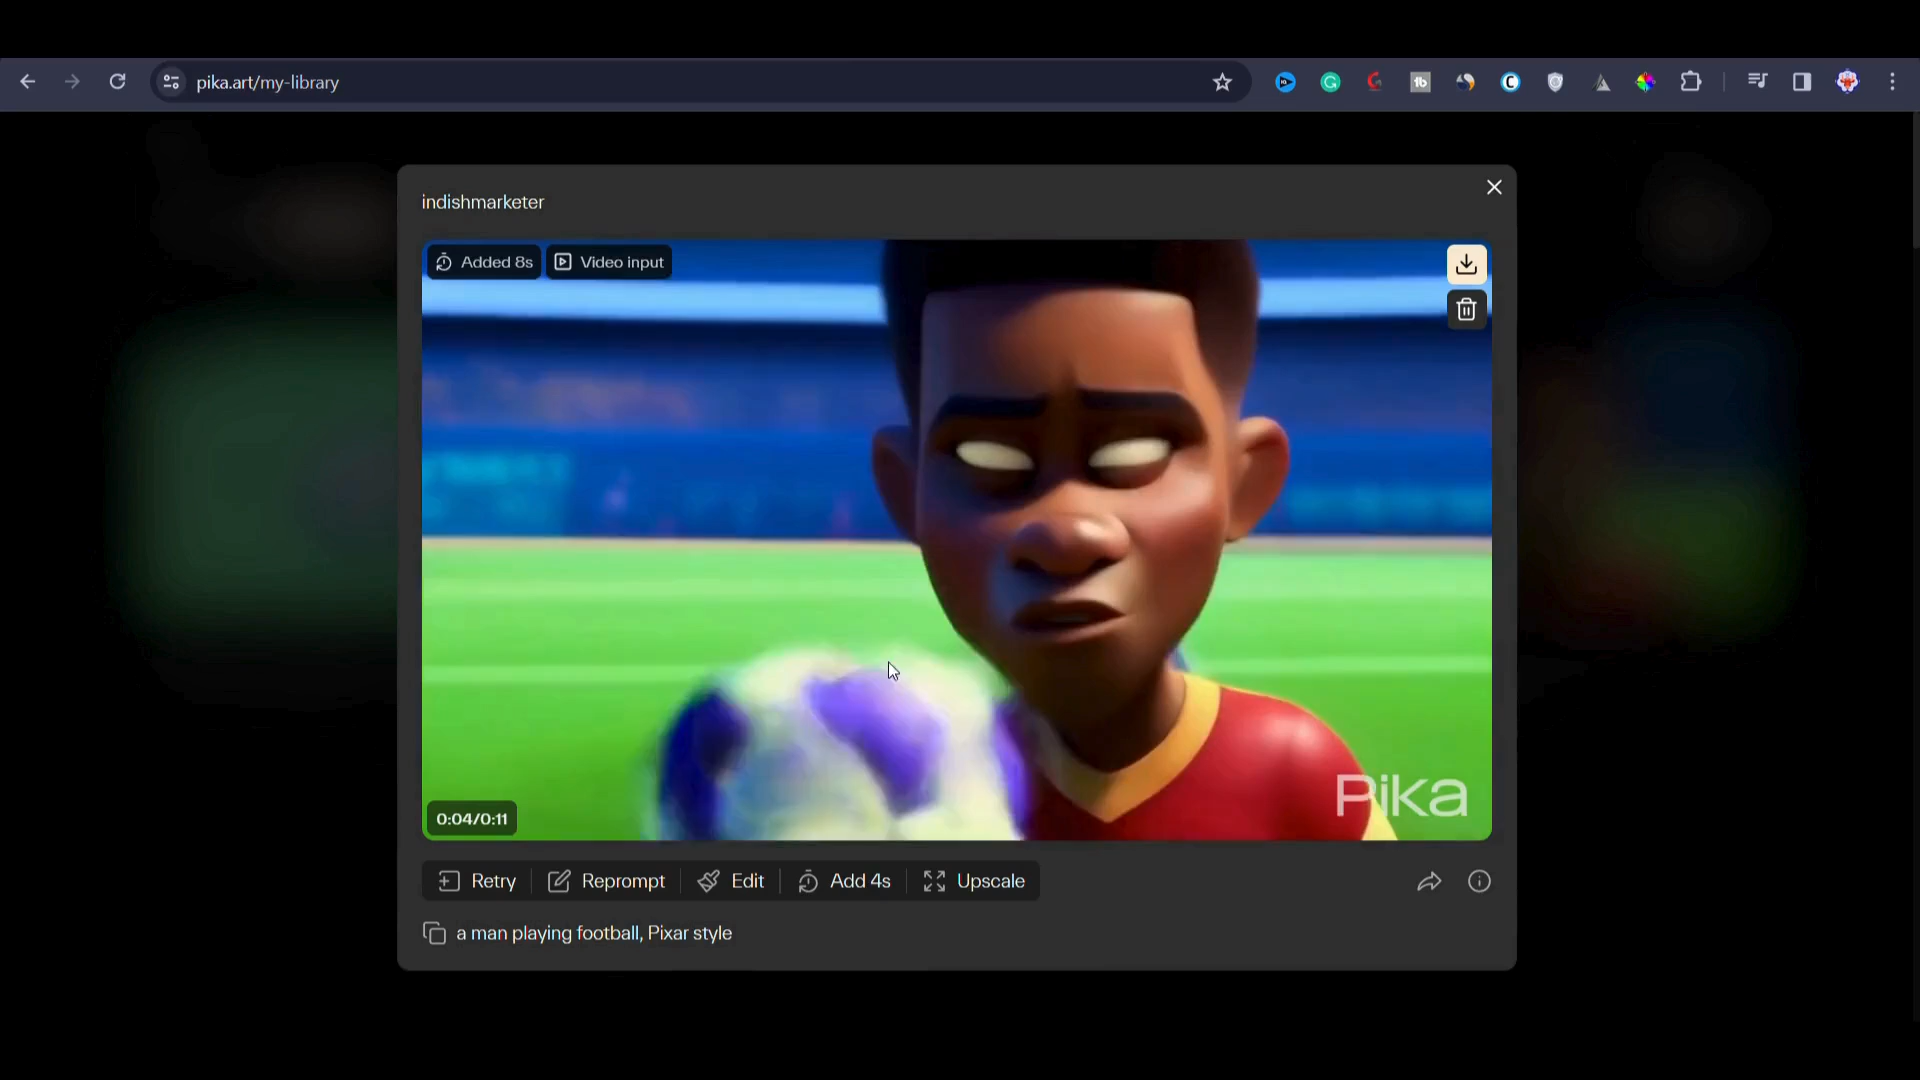 pika.art/my-library
indishmarketer
Added 8s
Video input
Pika
0:04/0:11
Retry
Reprompt
Edit
Add 4s
Upscale
a man playing football, Pixar style